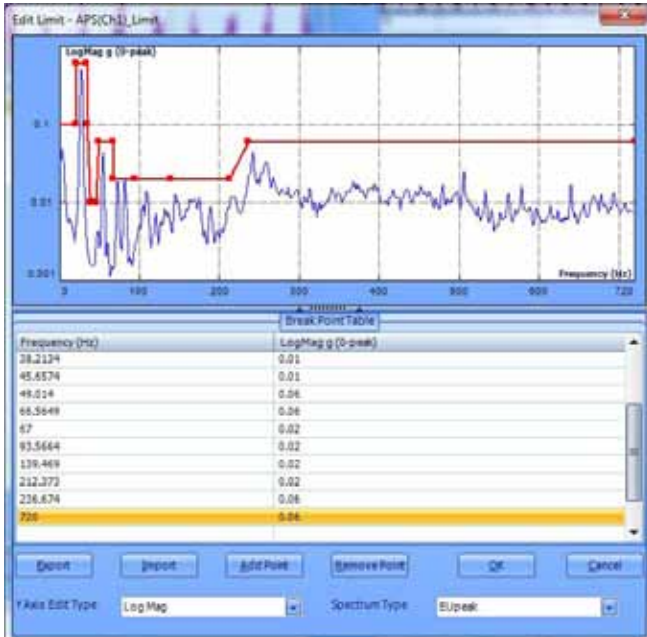 Edit Limit - APS(Ch1)_Limit
LogMag g (0-peak)
0.1
0.01
0.001
Frequency (Hz)
0 100 200 300 400 500 600 720
Break Point Table
Frequency (Hz) LogMag g (0-peak)
38.2134 0.01
45.6574 0.01
49.014 0.06
66.5649 0.06
67 0.02
93.5664 0.02
139.469 0.02
212.373 0.02
236.674 0.06
720 0.06
Export Import Add Point Remove Point OK Cancel
Y Axis Edit Type Log Mag Spectrum Type EUpeak